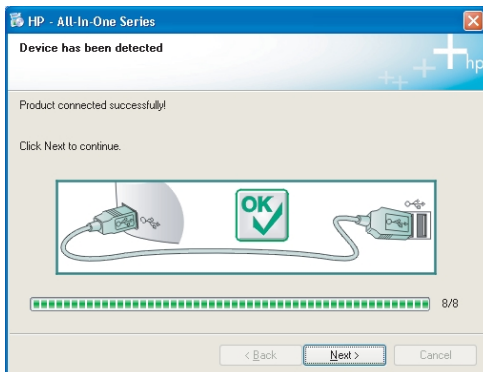 HP - All-In-One Series
Device has been detected
hp
Product connected successfully!
Click Next to continue.
OK
8/8
< Back
Next >
Cancel